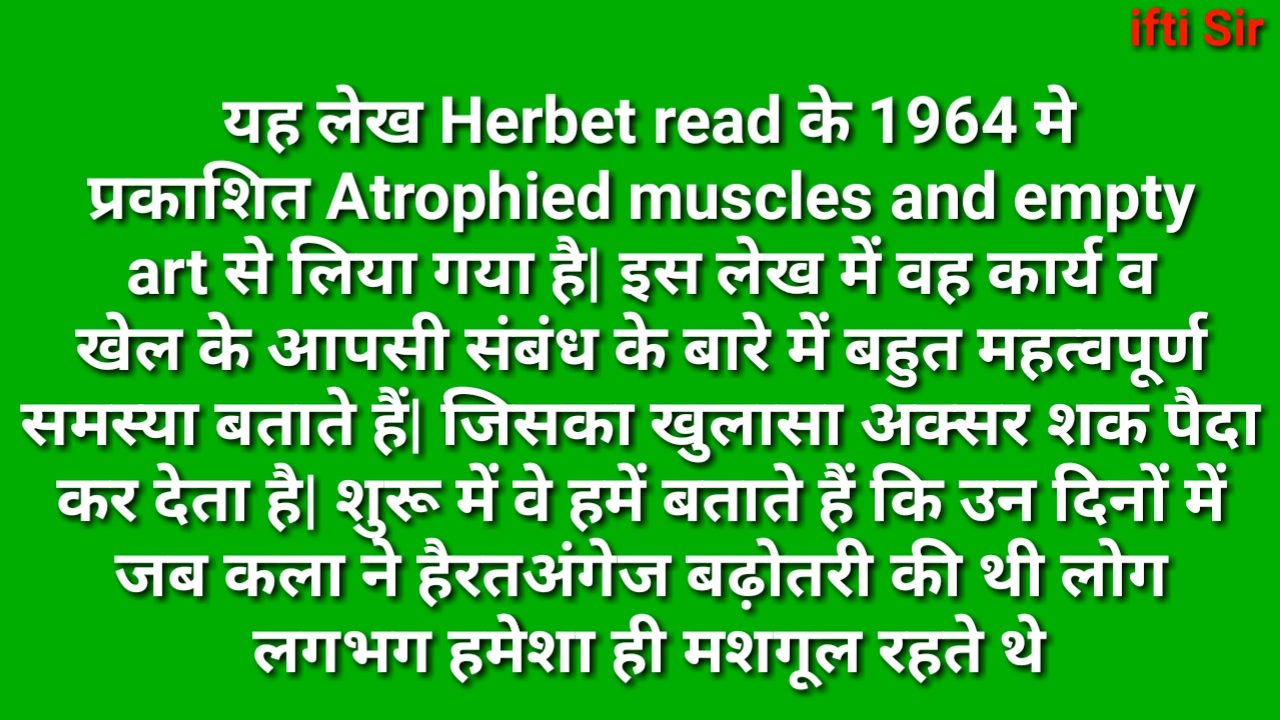 ifti Sir
यह लेख Herbet read के 1964 मे
प्रकाशित Atrophied muscles and empty
art से लिया गया है| इस लेख में वह कार्य व
खेल के आपसी संबंध के बारे में बहुत महत्वपूर्ण
समस्या बताते हैं| जिसका खुलासा अक्सर शक पैदा
कर देता है| शुरू में वे हमें बताते हैं कि उन दिनों में
जब कला ने हैरतअंगेज बढ़ोतरी की थी लोग
लगभग हमेशा ही मशगूल रहते थे